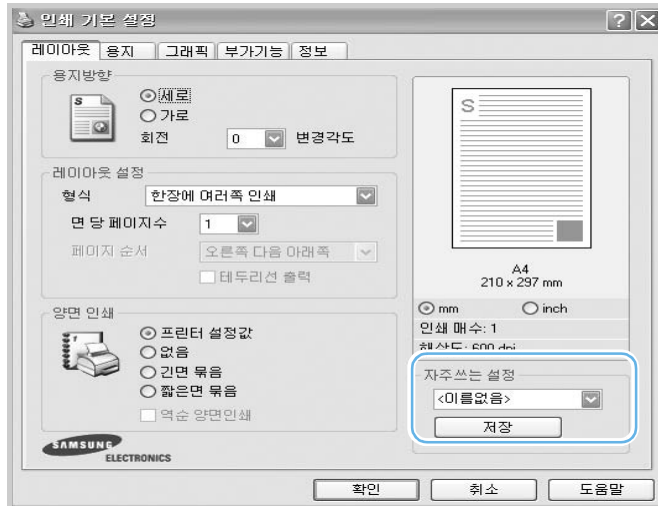 인쇄 기본 설정
레이아웃 용지 그래픽 부가기능 정보
용지방향
세로
가로
회전 0 변경각도
레이아웃 설정
형식 한장에 여러쪽 인쇄
면 당 페이지수 1
페이지 순서 오른쪽 다음 아래쪽
테두리선 출력
양면 인쇄
프린터 설정값
없음
긴면 묶음
짧은면 묶음
역순 양면인쇄
SAMSUNG
ELECTRONICS
S
S
A4
210 x 297 mm
mm inch
인쇄 매수: 1
해상도: 600 dpi
자주쓰는 설정
<이름없음>
저장
확인 취소 도움말